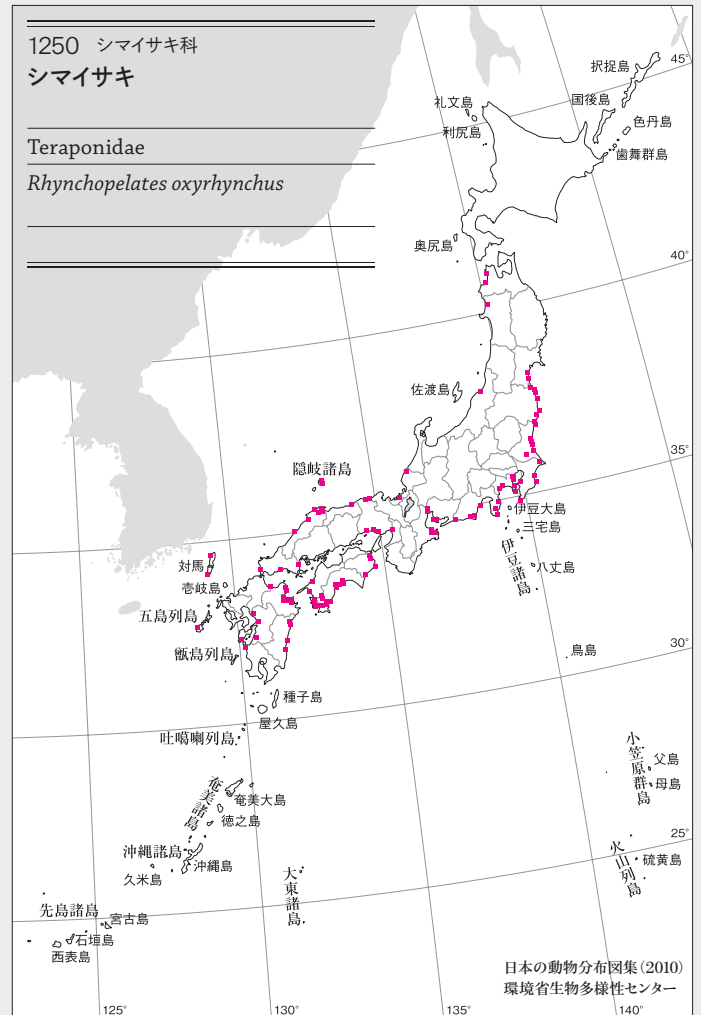 1250 シマイサキ科
シマイサキ
Teraponidae
Rhynchopelates oxyrhynchus
択捉島
45°
国後島
礼文島
色丹島
利尻島
歯舞群島
奥尻島
40°
佐渡島
35°
隠岐諸島
伊豆大島
三宅島
伊豆諸島
八丈島
対馬
壱岐島
五島列島
甑島列島
鳥島
30°
種子島
屋久島
吐噶喇列島
小笠原群島
父島
母島
奄美諸島
奄美大島
徳之島
25°
火山列島
硫黄島
沖縄諸島
沖縄島
久米島
大東諸島
先島諸島
宮古島
石垣島
西表島
日本の動物分布図集(2010)
環境省生物多様性センター
125°
130°
135°
140°